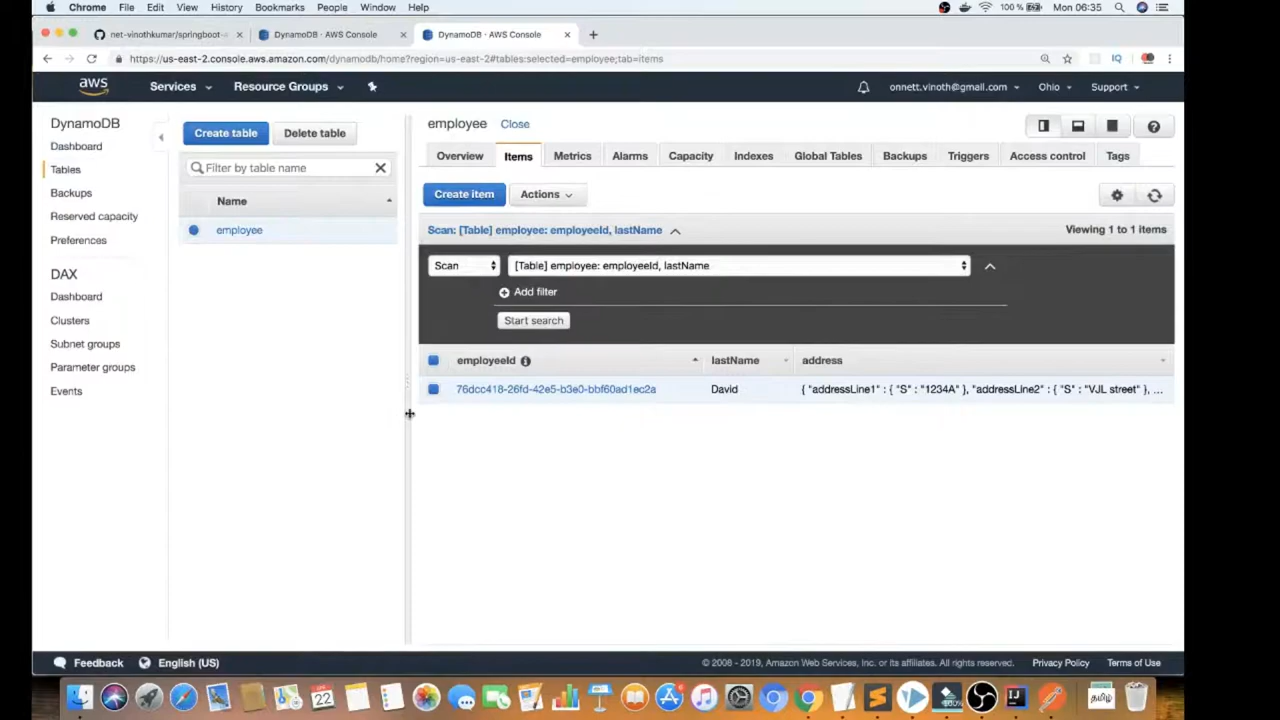 Chrome File Edit View History Bookmarks People Window Help 100 % Mon 06:35
net-vinothkumar/springboot- DynamoDB · AWS Console DynamoDB · AWS Console
https://us-east-2.console.aws.amazon.com/dynamodb/home?region=us-east-2#tables:selected=employee;tab=items IQ
aws Services Resource Groups onnett.vinoth@gmail.com Ohio Support
DynamoDB
Dashboard
Tables
Backups
Reserved capacity
Preferences
DAX
Dashboard
Clusters
Subnet groups
Parameter groups
Events
Create table Delete table
Filter by table name
Name
employee
employee Close
Overview Items Metrics Alarms Capacity Indexes Global Tables Backups Triggers Access control Tags
Create item Actions
Scan: [Table] employee: employeeId, lastName Viewing 1 to 1 items
Scan [Table] employee: employeeId, lastName
Add filter
Start search
employeeId lastName address
76dcc418-26fd-42e5-b3e0-bbf60ad1ec2a David { "addressLine1" : { "S" : "1234A" }, "addressLine2" : { "S" : "VJL street" }, ...
Feedback English (US) © 2008 - 2019, Amazon Web Services, Inc. or its affiliates. All rights reserved. Privacy Policy Terms of Use
22 100% தமிழ்